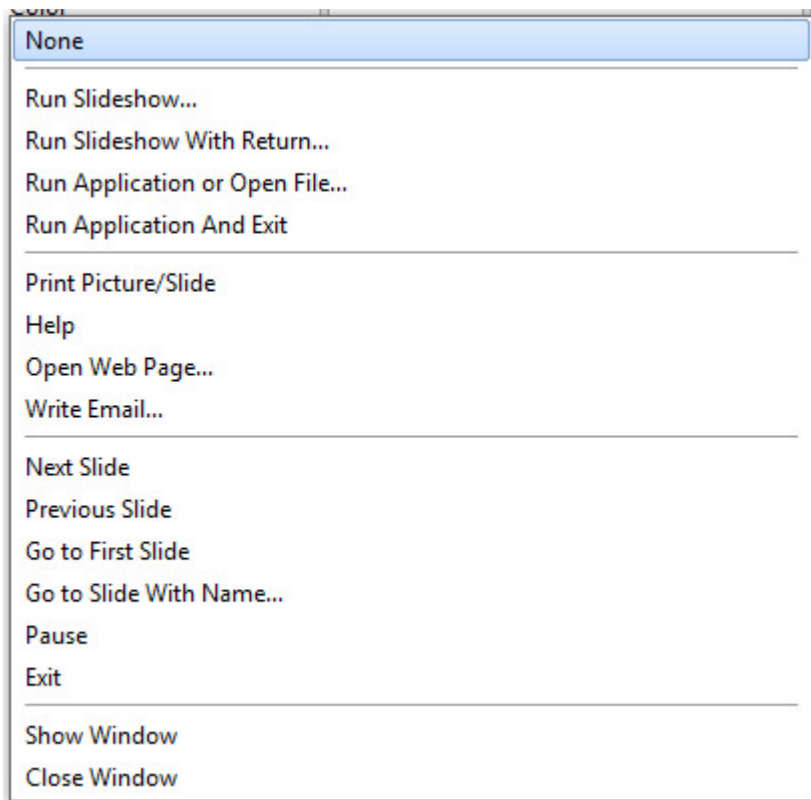 Color
None
Run Slideshow...
Run Slideshow With Return...
Run Application or Open File...
Run Application And Exit
Print Picture/Slide
Help
Open Web Page...
Write Email...
Next Slide
Previous Slide
Go to First Slide
Go to Slide With Name...
Pause
Exit
Show Window
Close Window